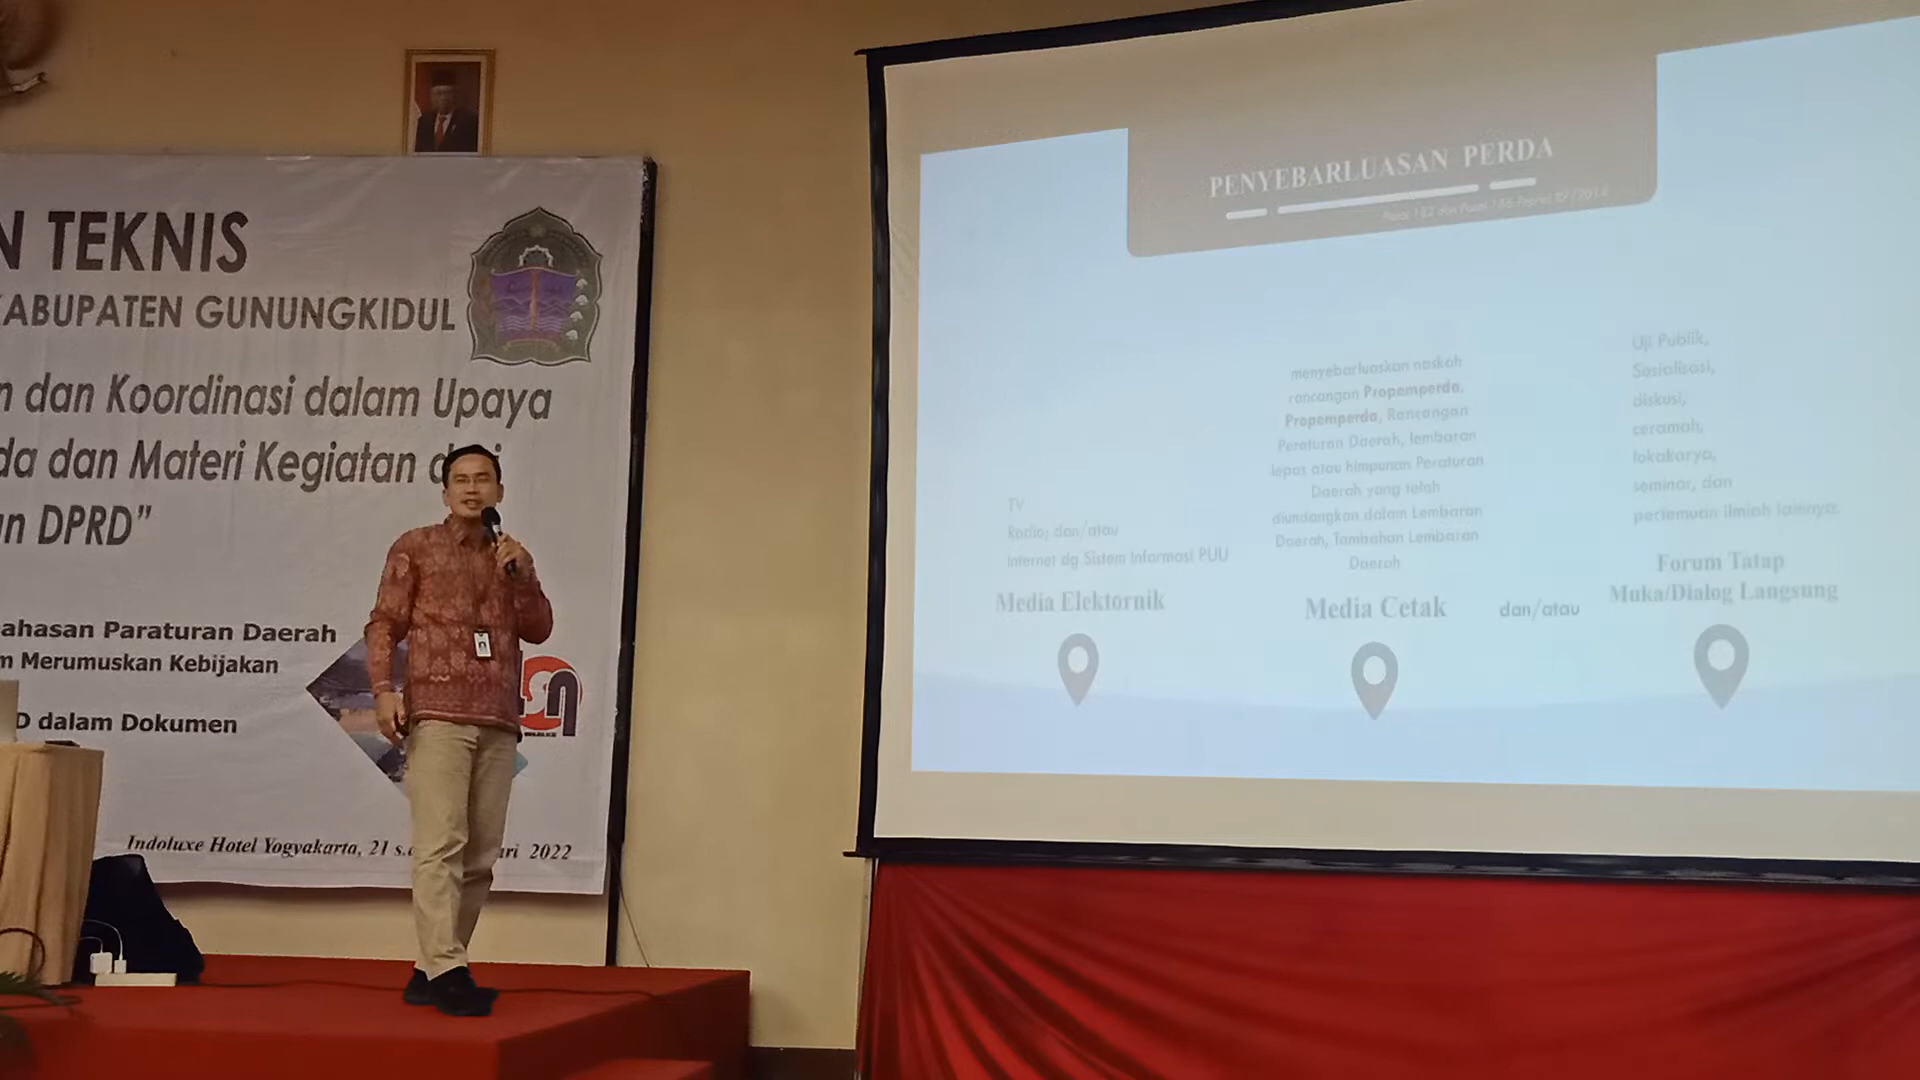 N TEKNIS
KABUPATEN GUNUNGKIDUL
n dan Koordinasi dalam Upaya
da dan Materi Kegiatan
n DPRD”
ahasan Paraturan Daerah
m Merumuskan Kebijakan
D dalam Dokumen
Indoluxe Hotel Yogyakarta, 21 s.
ri 2022
PENYEBARLUASAN PERDA
TV
Radio; dan/atau
Internet dg Sistem Informasi PUU
Media Elektornik
menyebarluaskan naskah
rancangan Propemperda,
Propemperda, Rancangan
Peraturan Daerah, lembaran
lepas atau himpunan Peraturan
Daerah yang telah
diundangkan dalam Lembaran
Daerah, Tambahan Lembaran
Daerah
Media Cetak
dan/atau
Uji Publik,
Sosialisasi,
diskusi,
ceramah,
lokakarya,
seminar, dan
pertemuan ilmiah lainnya.
Forum Tatap
Muka/Dialog Langsung